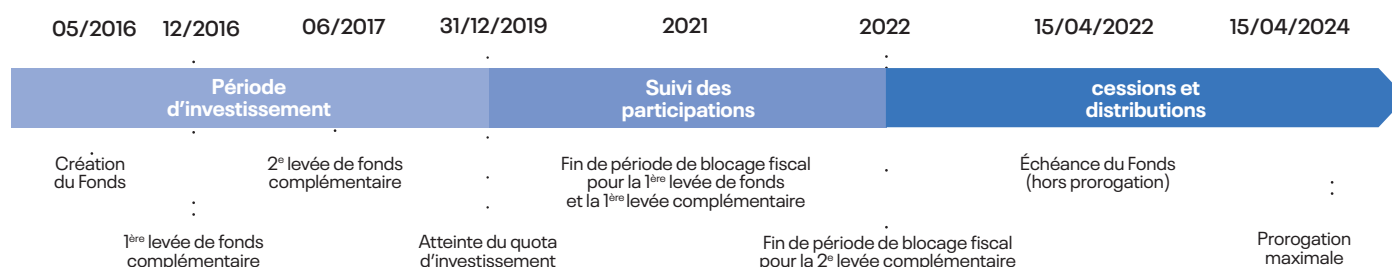 05/2016 12/2016 06/2017 31/12/2019 2021 2022 15/04/2022 15/04/2024
Période
d'investissement
Suivi des
participations
cessions et
distributions
Création
du Fonds
2e levée de fonds
complémentaire
Fin de période de blocage fiscal
pour la 1ère levée de fonds
et la 1ère levée complémentaire
Échéance du Fonds
(hors prorogation)
1ère levée de fonds
complémentaire
Atteinte du quota
d'investissement
Fin de période de blocage fiscal
pour la 2e levée complémentaire
Prorogation
maximale